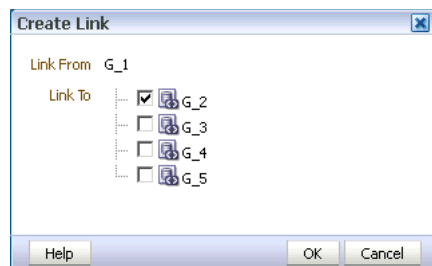 Create Link
Link From G_1
Link To G_2
G_3
G_4
G_5
Help OK Cancel